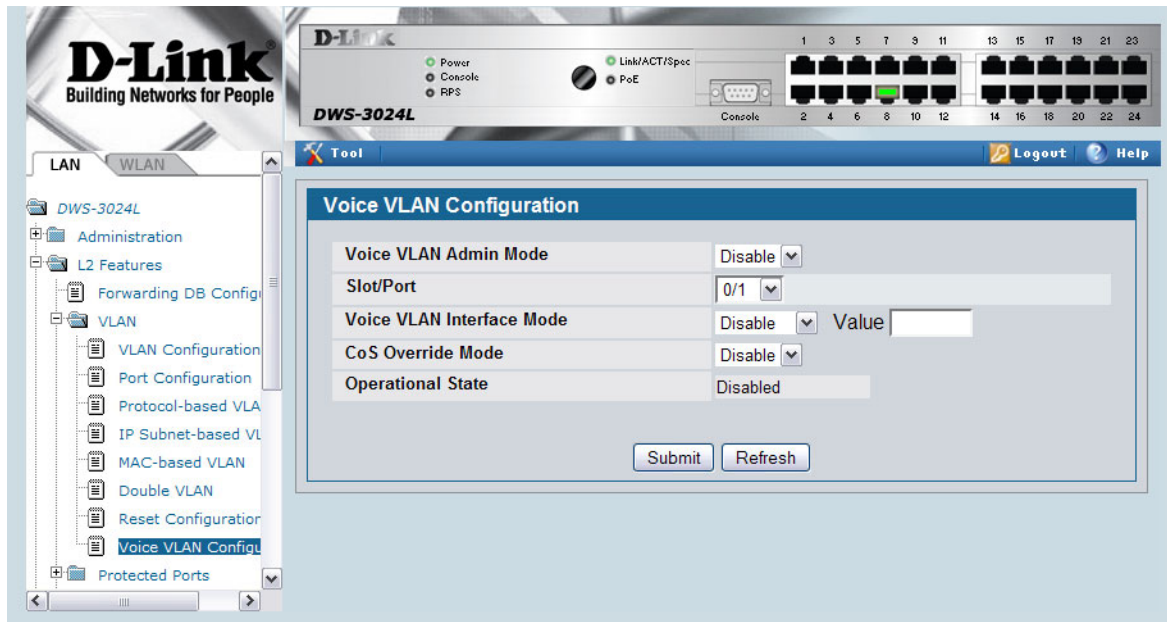 D-Link®
Building Networks for People
D-Link
Power
Console
RPS
Link/ACT/Spee
PoE
DWS-3024L
Console
1 3 5 7 9 11 13 15 17 19 21 23
2 4 6 8 10 12 14 16 18 20 22 24
LAN WLAN
Tool
Logout Help
DWS-3024L
Administration
L2 Features
Forwarding DB Config
VLAN
VLAN Configuration
Port Configuration
Protocol-based VLA
IP Subnet-based VL
MAC-based VLAN
Double VLAN
Reset Configuration
Voice VLAN Configu
Protected Ports
Voice VLAN Configuration
Voice VLAN Admin Mode Disable
Slot/Port 0/1
Voice VLAN Interface Mode Disable Value
CoS Override Mode Disable
Operational State Disabled
Submit Refresh